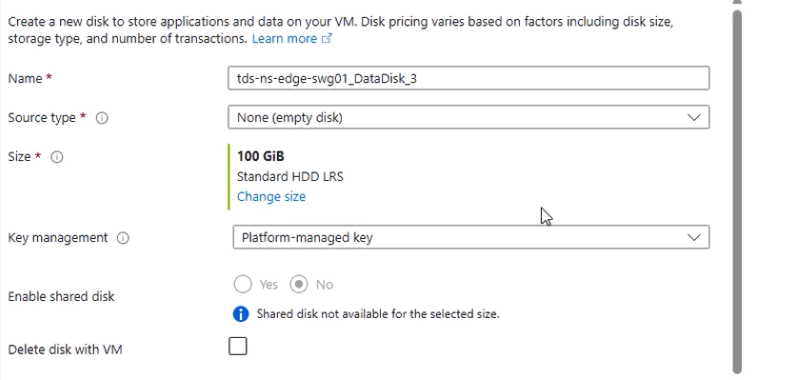 Create a new disk to store applications and data on your VM. Disk pricing varies based on factors including disk size,
storage type, and number of transactions. Learn more
Name *
tds-ns-edge-swg01_DataDisk_3
Source type *
None (empty disk)
Size *
100 GiB
Standard HDD LRS
Change size
Key management
Platform-managed key
Enable shared disk
Yes No
Shared disk not available for the selected size.
Delete disk with VM